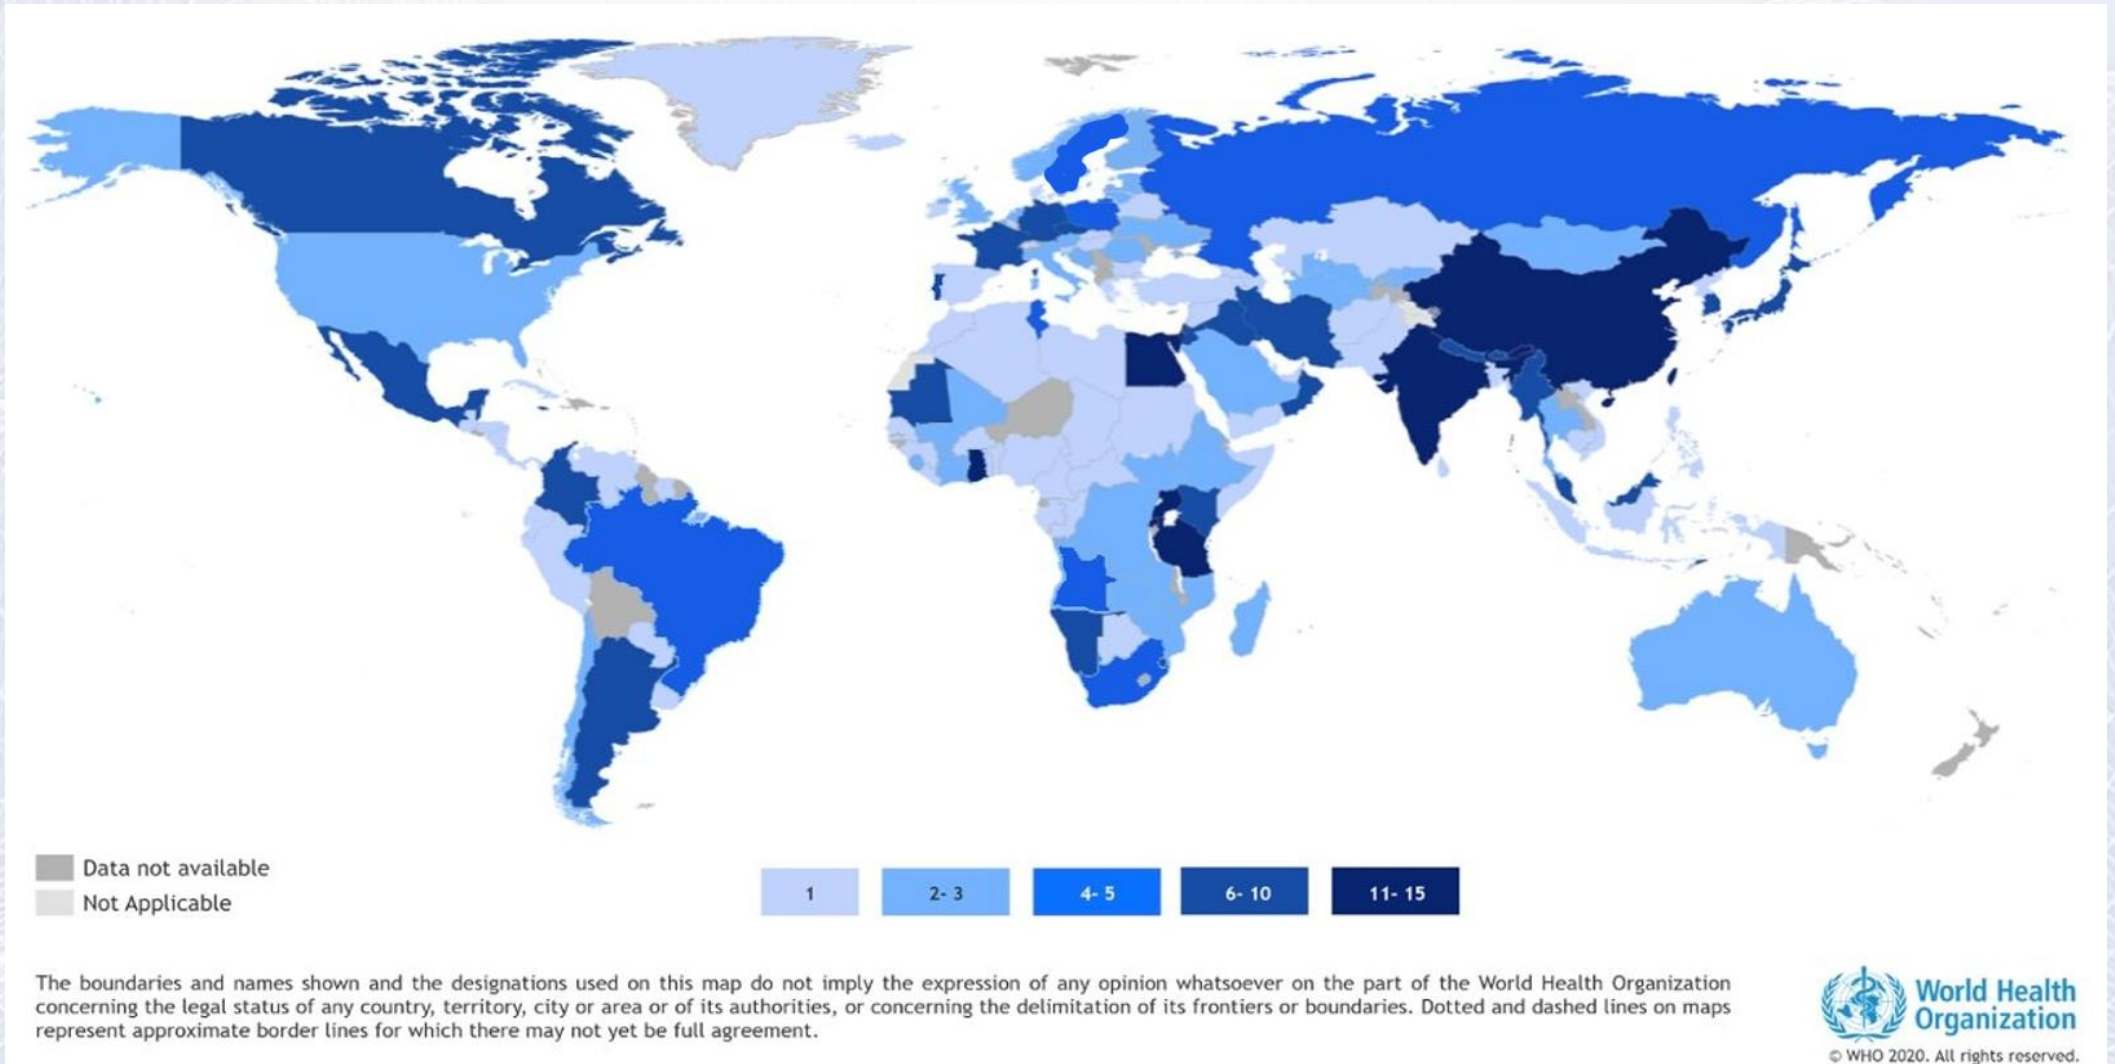 Data not available
Not Applicable
1
2- 3
4- 5
6- 10
11- 15
The boundaries and names shown and the designations used on this map do not imply the expression of any opinion whatsoever on the part of the World Health Organization
concerning the legal status of any country, territory, city or area or of its authorities, or concerning the delimitation of its frontiers or boundaries. Dotted and dashed lines on maps
represent approximate border lines for which there may not yet be full agreement.
World Health
Organization
© WHO 2020. All rights reserved.